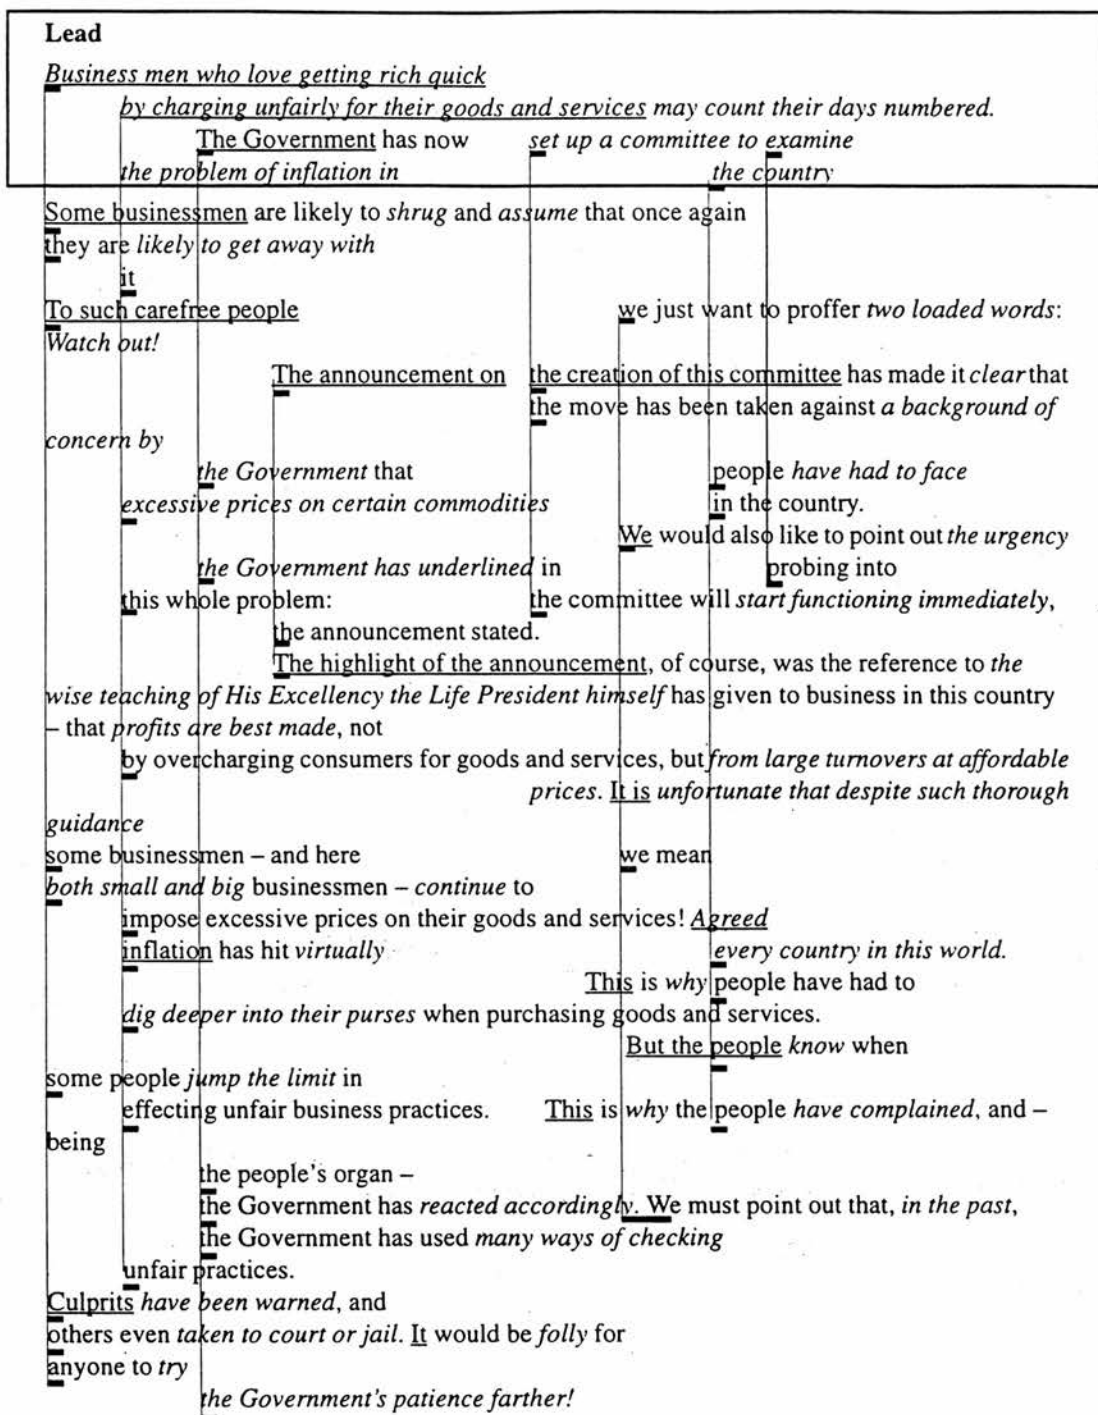 Lead
Business men who love getting rich quick
by charging unfairly for their goods and services may count their days numbered.
The Government has now set up a committee to examine
the problem of inflation in the country
Some businessmen are likely to shrug and assume that once again
they are likely to get away with
it
To such carefree people we just want to proffer two loaded words:
Watch out!
The announcement on the creation of this committee has made it clear that
the move has been taken against a background of
concern by
the Government that people have had to face
excessive prices on certain commodities in the country.
We would also like to point out the urgency
the Government has underlined in probing into
this whole problem: the committee will start functioning immediately,
the announcement stated.
The highlight of the announcement, of course, was the reference to the
wise teaching of His Excellency the Life President himself has given to business in this country
– that profits are best made, not
by overcharging consumers for goods and services, but from large turnovers at affordable
prices. It is unfortunate that despite such thorough
guidance
some businessmen – and here we mean
both small and big businessmen – continue to
impose excessive prices on their goods and services! Agreed
inflation has hit virtually every country in this world.
This is why people have had to
dig deeper into their purses when purchasing goods and services.
But the people know when
some people jump the limit in
effecting unfair business practices. This is why the people have complained, and –
being
the people's organ –
the Government has reacted accordingly. We must point out that, in the past,
the Government has used many ways of checking
unfair practices.
Culprits have been warned, and
others even taken to court or jail. It would be folly for
anyone to try
the Government's patience farther!